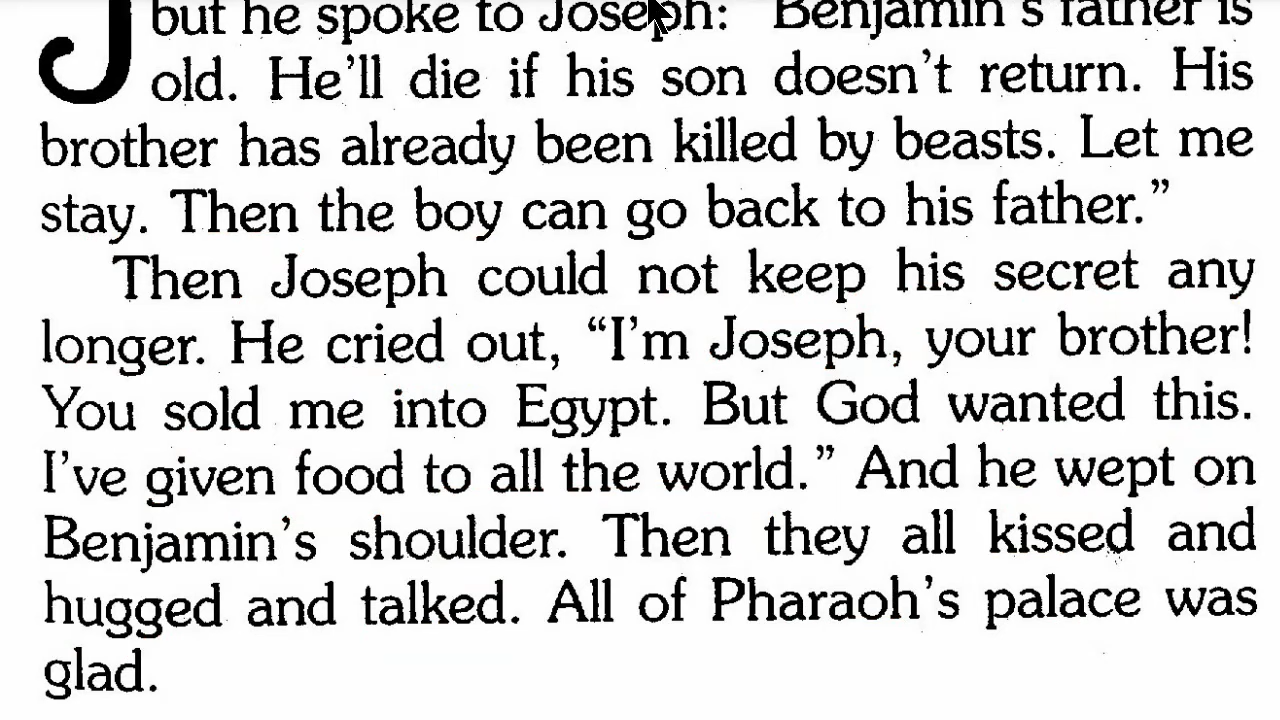 J but he spoke to Joseph: "Benjamin's father is
old. He'll die if his son doesn't return. His
brother has already been killed by beasts. Let me
stay. Then the boy can go back to his father."
Then Joseph could not keep his secret any
longer. He cried out, "I'm Joseph, your brother!
You sold me into Egypt. But God wanted this.
I've given food to all the world." And he wept on
Benjamin's shoulder. Then they all kissed and
hugged and talked. All of Pharaoh's palace was
glad.